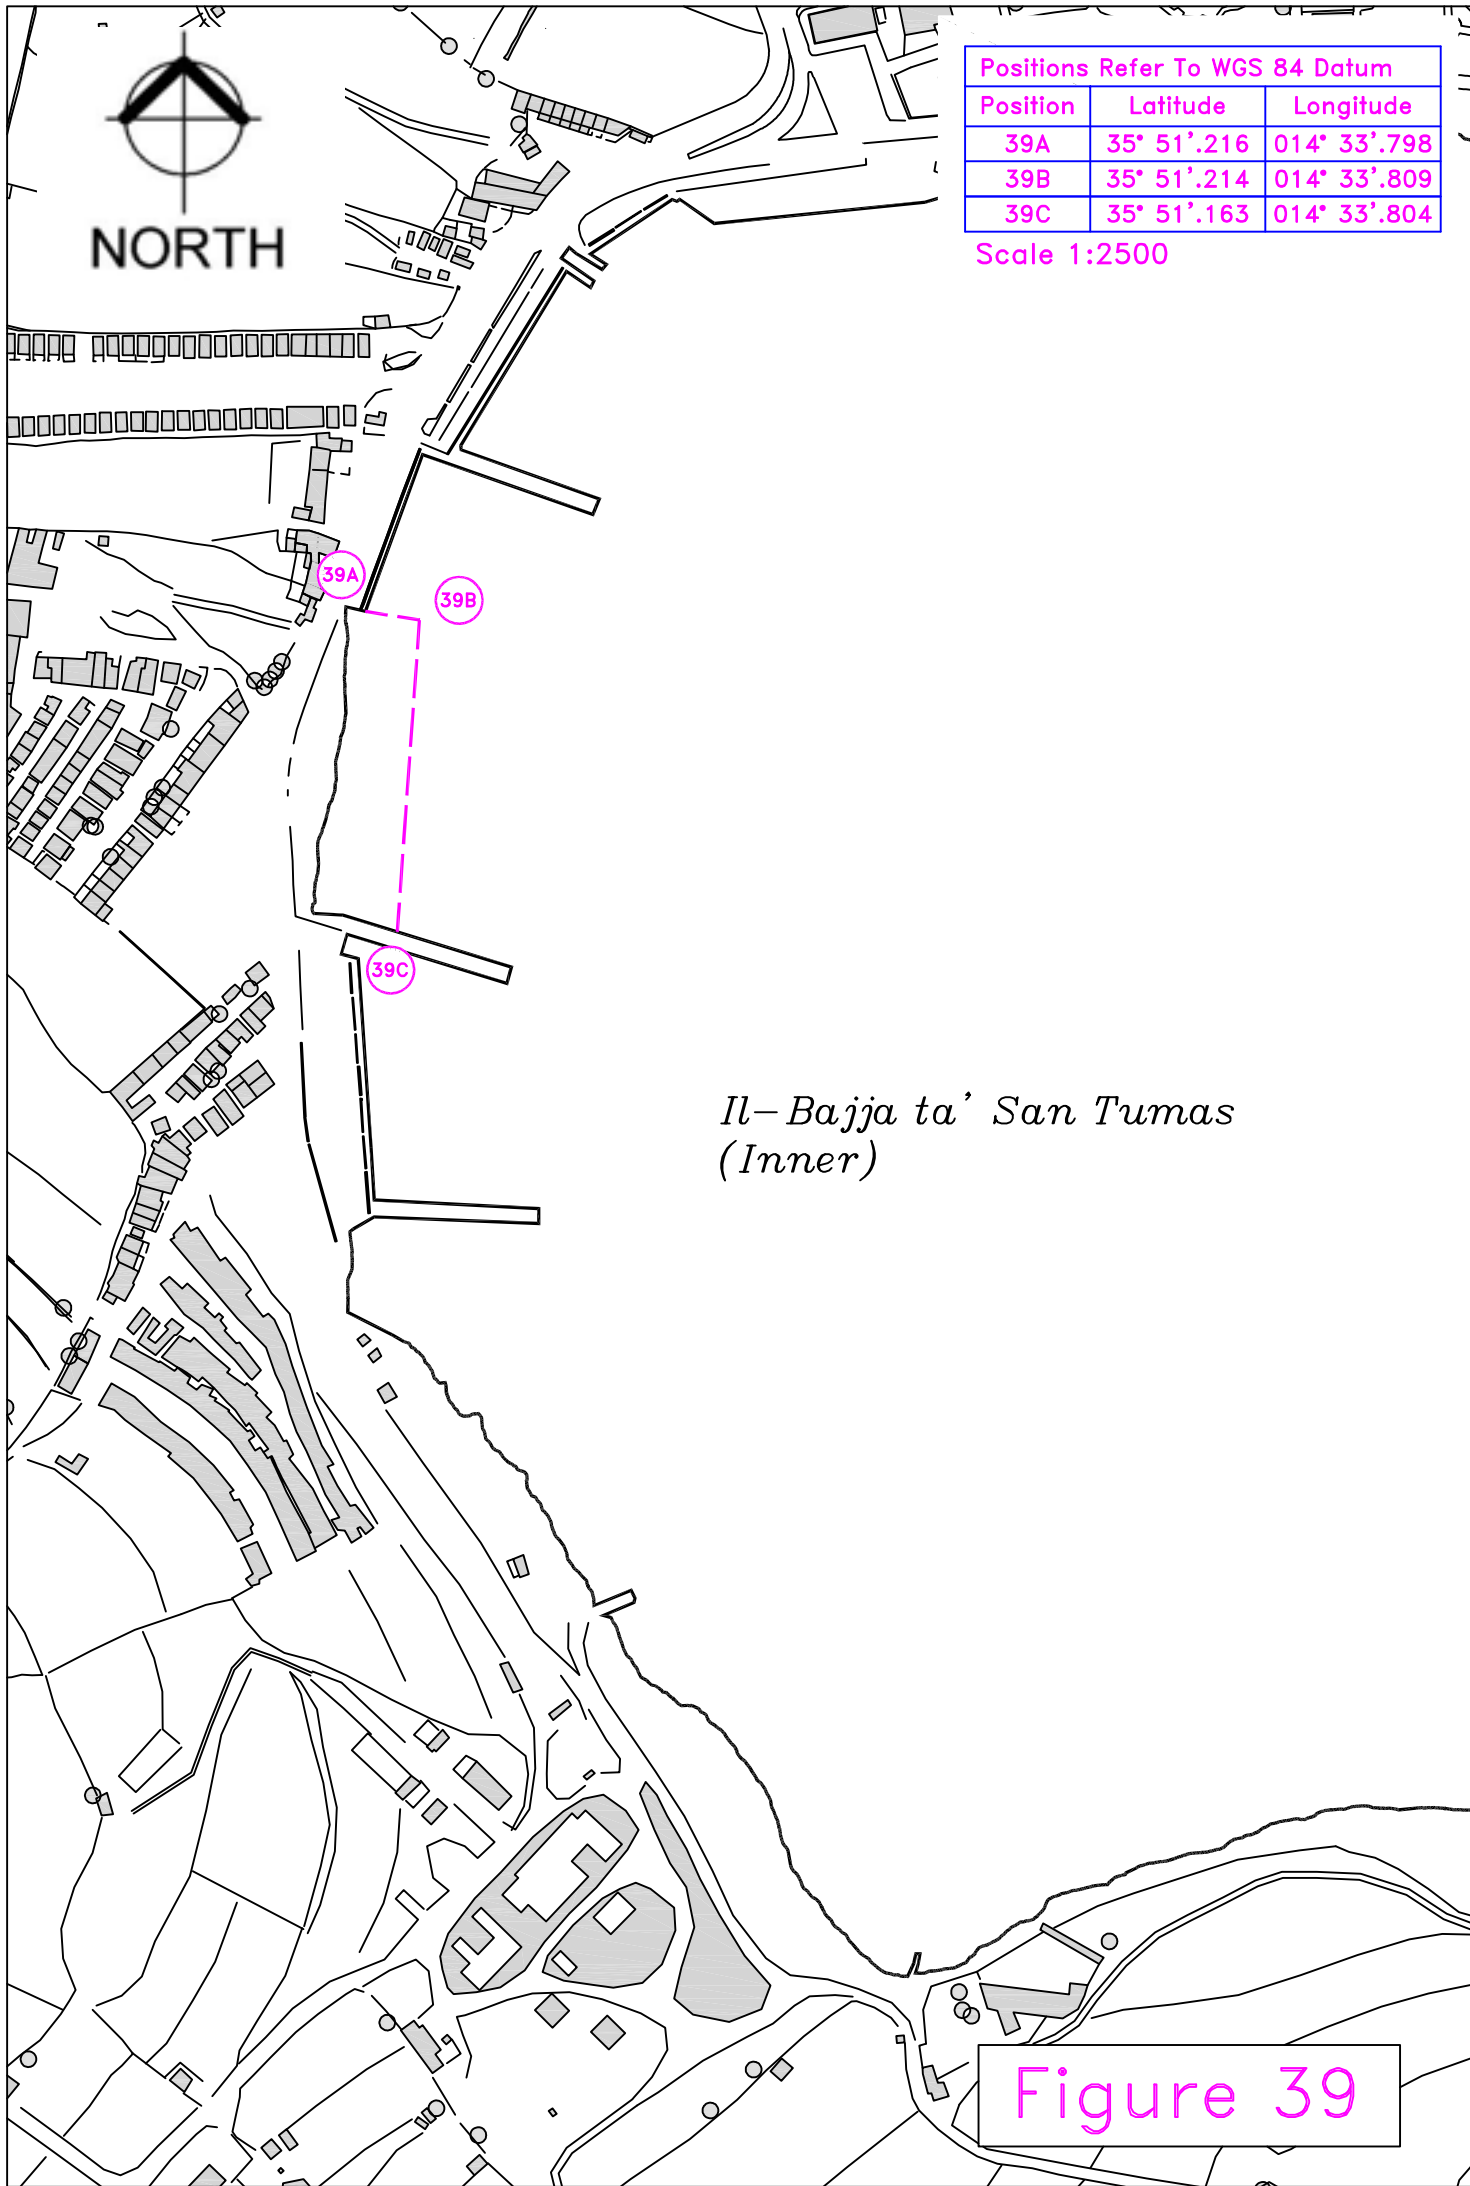 NORTH
Positions Refer To WGS 84 Datum
Position Latitude Longitude
39A 35° 51'.216 014° 33'.798
39B 35° 51'.214 014° 33'.809
39C 35° 51'.163 014° 33'.804
Scale 1:2500
39A
39B
39C
Il-Bajja ta' San Tumas
(Inner)
Figure 39